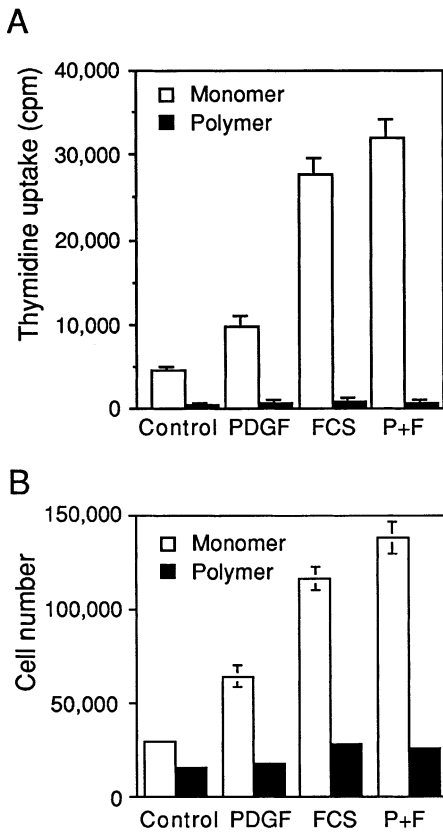 A
Thymidine uptake (cpm)
40,000
30,000
20,000
10,000
0
Monomer
Polymer
Control PDGF FCS P+F
B
Cell number
150,000
100,000
50,000
0
Monomer
Polymer
Control PDGF FCS P+F